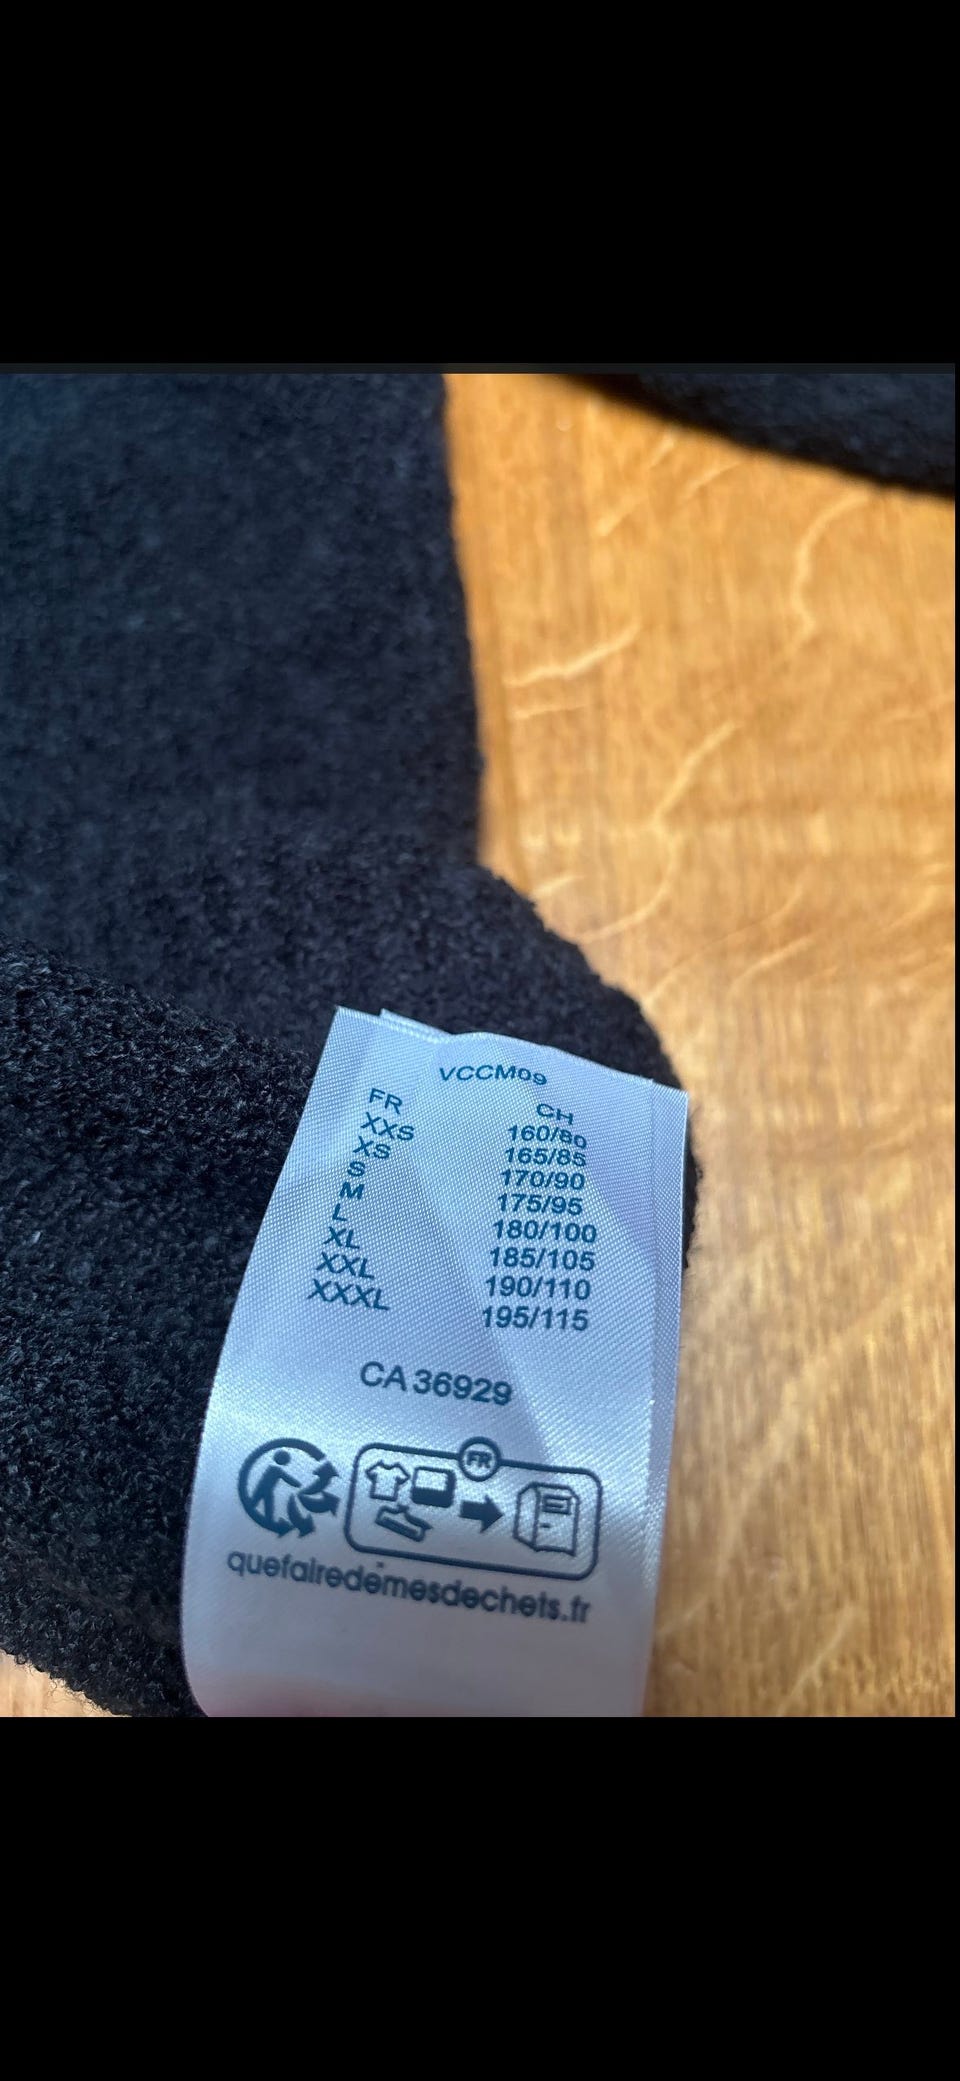 VCCM09
FR CH
XXS 160/80
XS 165/85
S 170/90
M 175/95
L 180/100
XL 185/105
XXL 190/110
XXXL 195/115
CA 36929
FR
quefairedemesdechets.fr